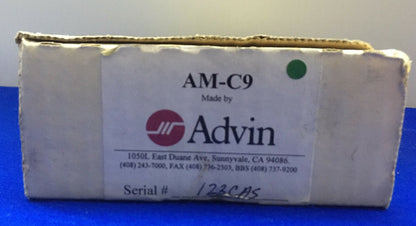 AM-C9
Made by
Advin
1050L East Duane Ave, Sunnyvale, CA 94086.
(408) 243-7000, FAX (408) 736-2503, BBS (408) 737-9200
Serial # 123CAS